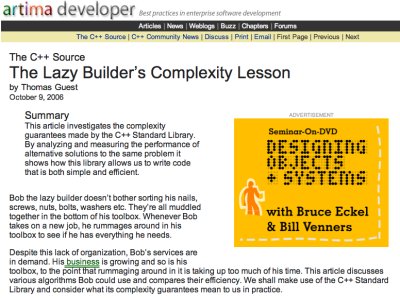 artima developer Best practices in enterprise software development
Articles | News | Weblogs | Buzz | Chapters | Forums
The C++ Source | C++ Community News | Discuss | Print | Email | First Page | Previous | Next
The C++ Source
The Lazy Builder's Complexity Lesson
by Thomas Guest
October 9, 2006
Summary
This article investigates the complexity
guarantees made by the C++ Standard Library.
By analyzing and measuring the performance of
alternative solutions to the same problem it
shows how this library allows us to write code
that is both simple and efficient.
ADVERTISEMENT
Seminar-On-DVD
DESIGNING
OBJECTS
+ SYSTEMS
with Bruce Eckel
& Bill Venners
Bob the lazy builder doesn't bother sorting his nails,
screws, nuts, bolts, washers etc. They're all muddled
together in the bottom of his toolbox. Whenever Bob
takes on a new job, he rummages around in his
toolbox to see if he has everything he needs.
Despite this lack of organization, Bob's services are
in demand. His business is growing and so is his
toolbox, to the point that rummaging around in it is taking up too much of his time. This article discusses
various algorithms Bob could use and compares their efficiency. We shall make use of the C++ Standard
Library and consider what its complexity guarantees mean to us in practice.